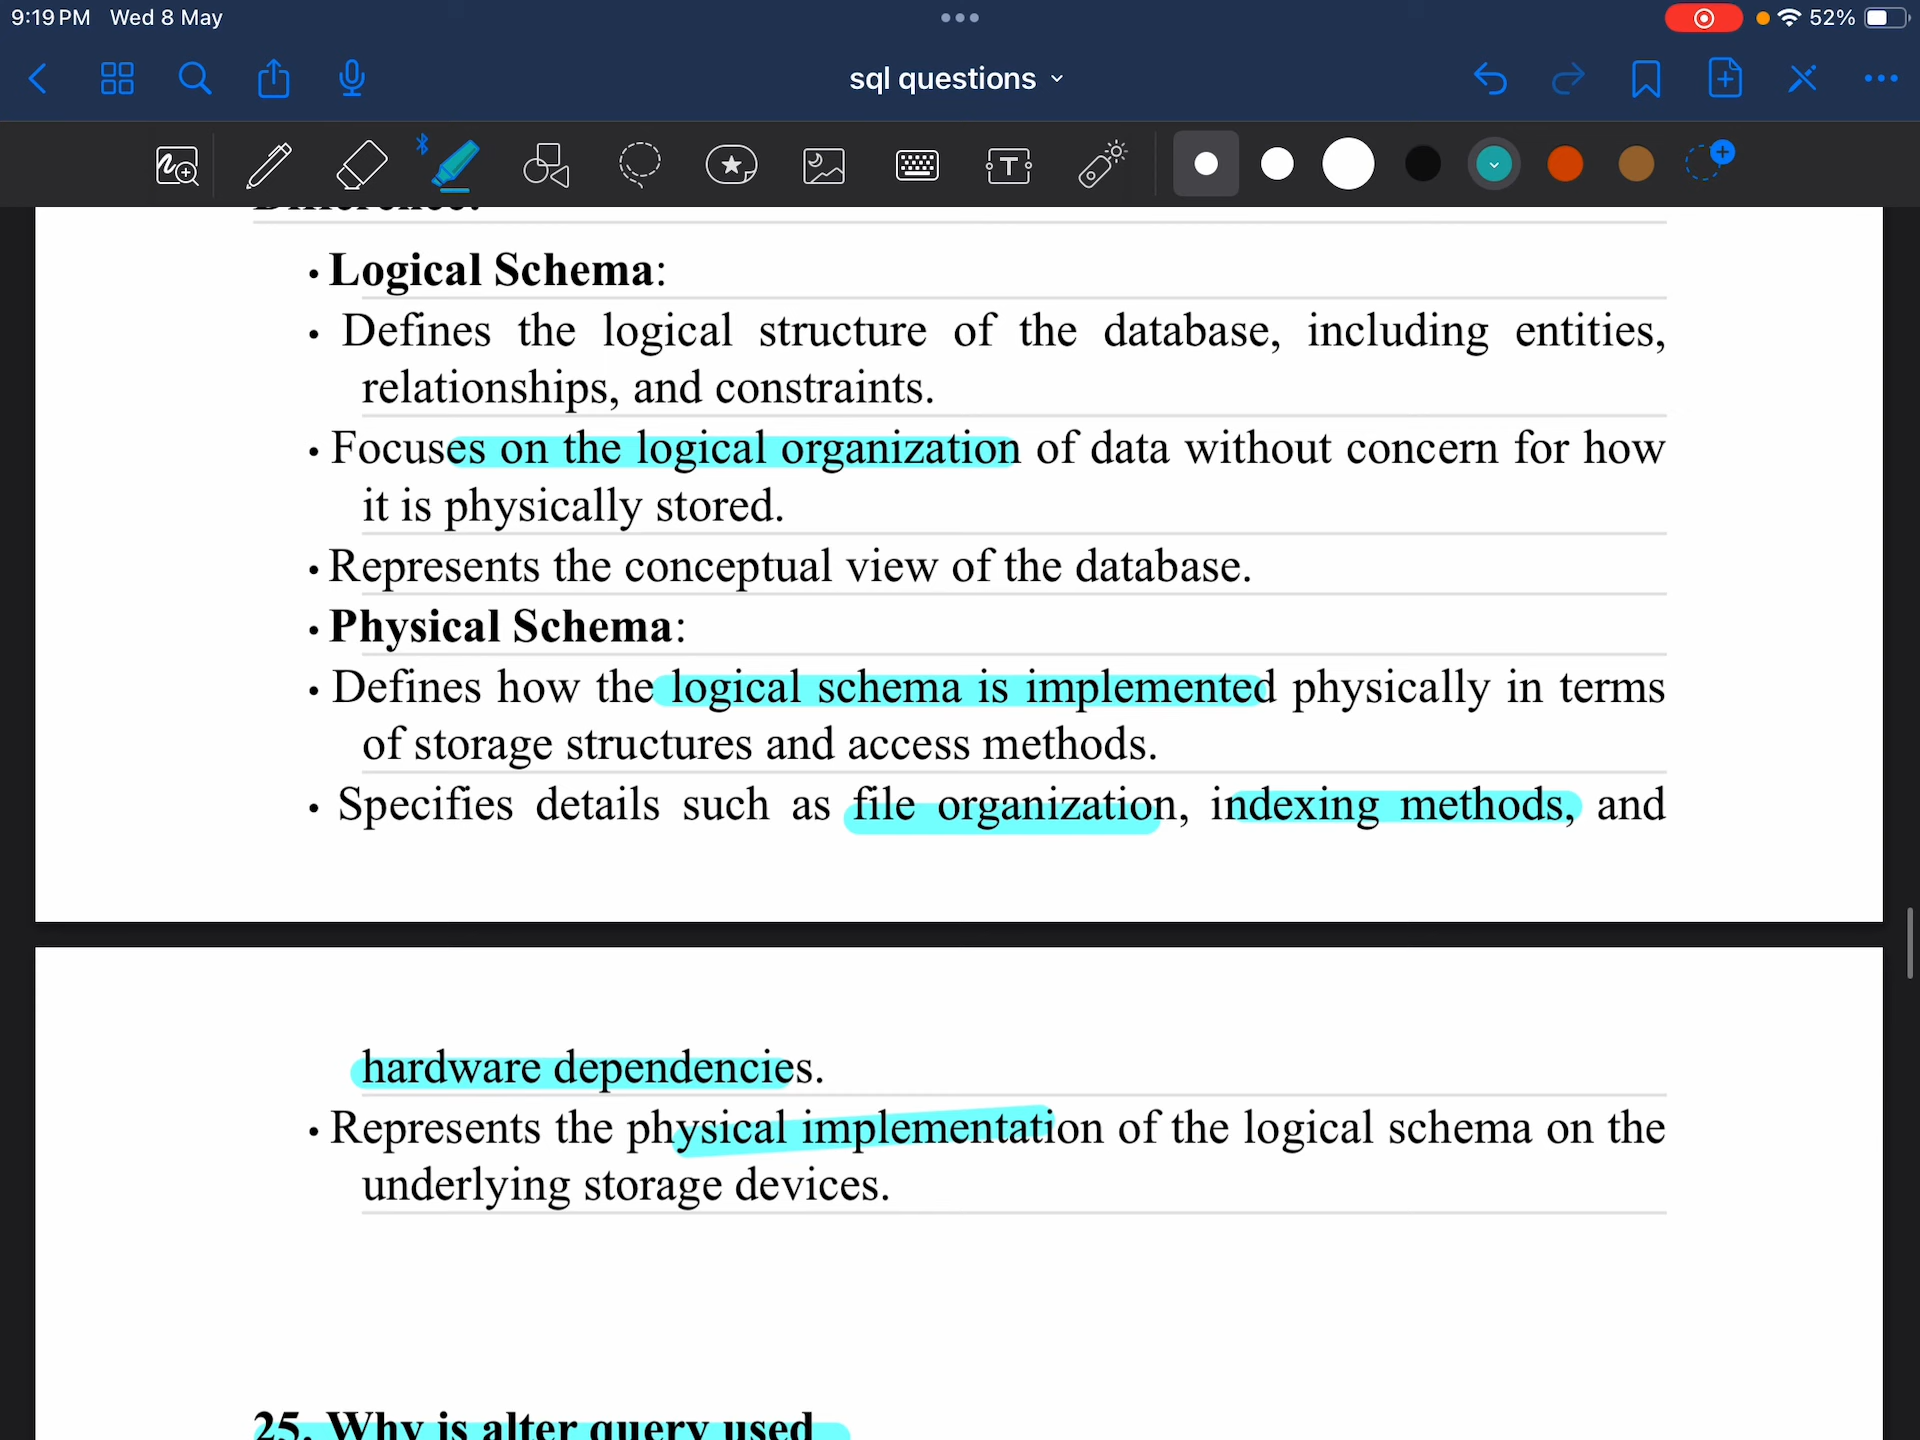 9:19 PM Wed 8 May
52%
sql questions
T
Difference:
• Logical Schema:
• Defines the logical structure of the database, including entities,
relationships, and constraints.
• Focuses on the logical organization of data without concern for how
it is physically stored.
• Represents the conceptual view of the database.
• Physical Schema:
• Defines how the logical schema is implemented physically in terms
of storage structures and access methods.
• Specifies details such as file organization, indexing methods, and
hardware dependencies.
• Represents the physical implementation of the logical schema on the
underlying storage devices.
25. Why is alter query used